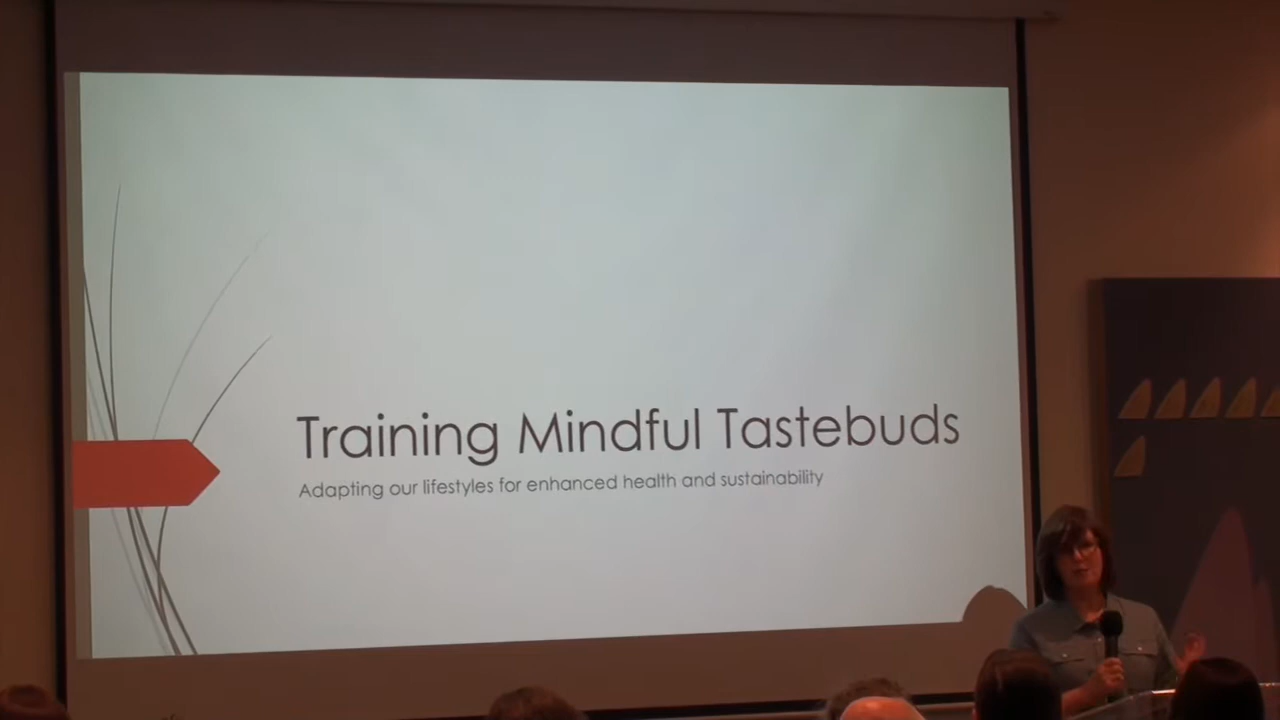 Training Mindful Tastebuds
Adapting our lifestyles for enhanced health and sustainability